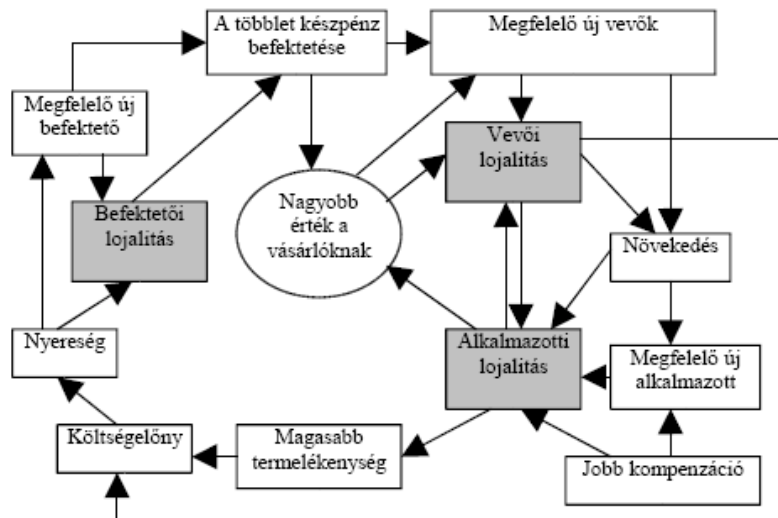 A többlet készpénz
befektetése
Megfelelő új vevők
Megfelelő új
befektető
Vevői
lojalitás
Befektetői
lojalitás
Nagyobb
érték a
vásárlóknak
Növekedés
Nyereség
Alkalmazotti
lojalitás
Megfelelő új
alkalmazott
Költségelőny
Magasabb
termelékenység
Jobb kompenzáció